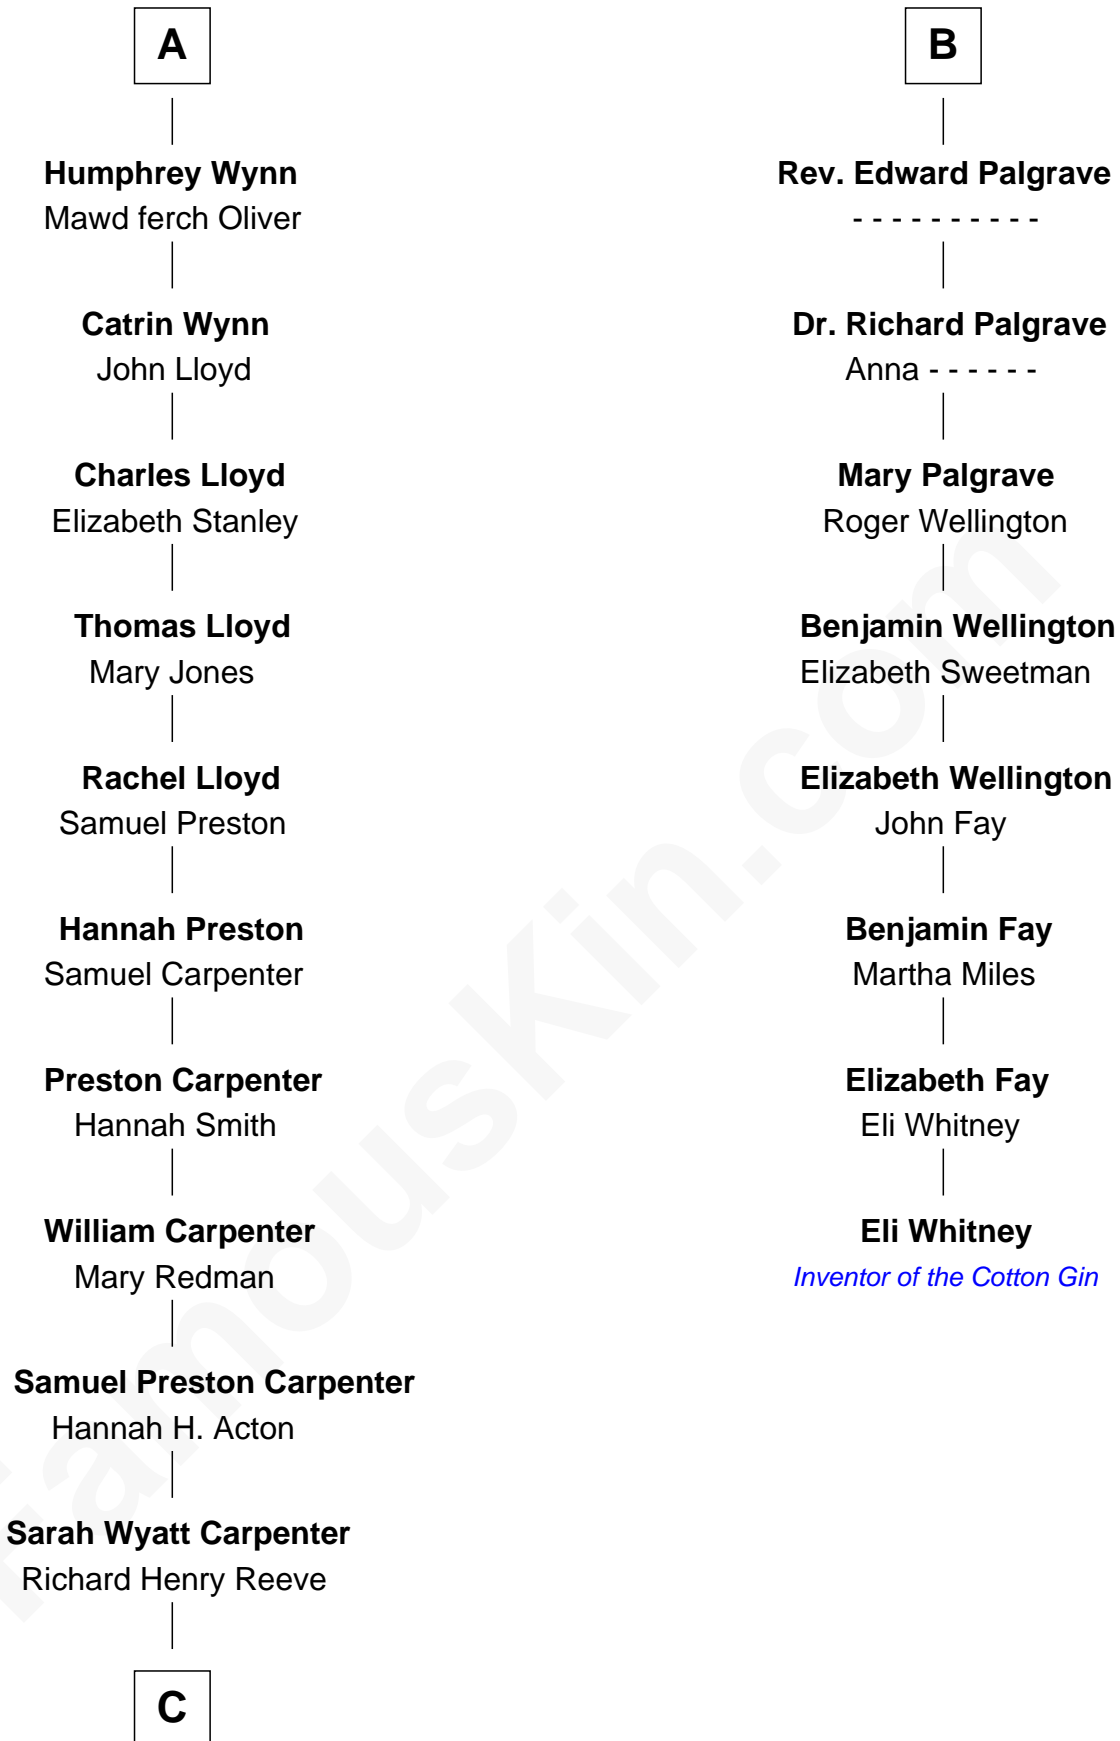 A
Humphrey Wynn
Mawd ferch Oliver
Catrin Wynn
John Lloyd
Charles Lloyd
Elizabeth Stanley
Thomas Lloyd
Mary Jones
Rachel Lloyd
Samuel Preston
Hannah Preston
Samuel Carpenter
Preston Carpenter
Hannah Smith
William Carpenter
Mary Redman
Samuel Preston Carpenter
Hannah H. Acton
Sarah Wyatt Carpenter
Richard Henry Reeve
C
B
Rev. Edward Palgrave
- - - - - - - - - -
Dr. Richard Palgrave
Anna - - - - - -
Mary Palgrave
Roger Wellington
Benjamin Wellington
Elizabeth Sweetman
Elizabeth Wellington
John Fay
Benjamin Fay
Martha Miles
Elizabeth Fay
Eli Whitney
Eli Whitney
Inventor of the Cotton Gin
FamousKin.com